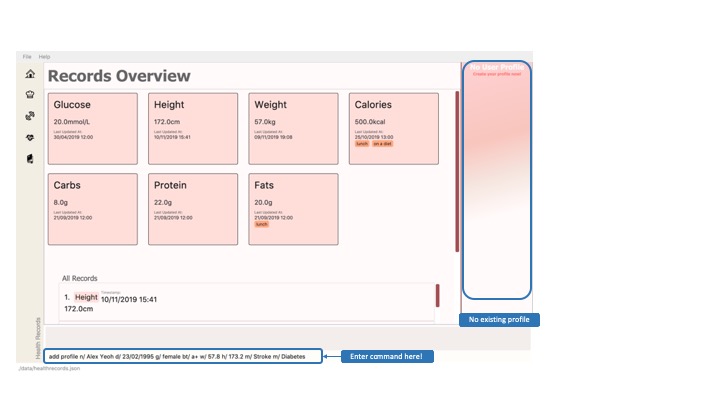 File Help
Records Overview
No User Profile
Create your profile now!
Glucose
20.0mmol/L
Last Updated At:
30/04/2019 12:00
Height
172.0cm
Last Updated At:
10/11/2019 15:41
Weight
57.0kg
Last Updated At:
09/11/2019 19:08
Calories
500.0kcal
Last Updated At:
25/10/2019 13:00
lunch on a diet
Carbs
8.0g
Last Updated At:
21/09/2019 12:00
Protein
22.0g
Last Updated At:
21/09/2019 12:00
Fats
20.0g
Last Updated At:
21/09/2019 12:00
lunch
All Records
1. Height Timestamp: 10/11/2019 15:41
172.0cm
No existing profile
Health Records
add profile n/ Alex Yeoh d/ 23/02/1995 g/ female bt/ a+ w/ 57.8 h/ 173.2 m/ Stroke m/ Diabetes
Enter command here!
./data/healthrecords.json